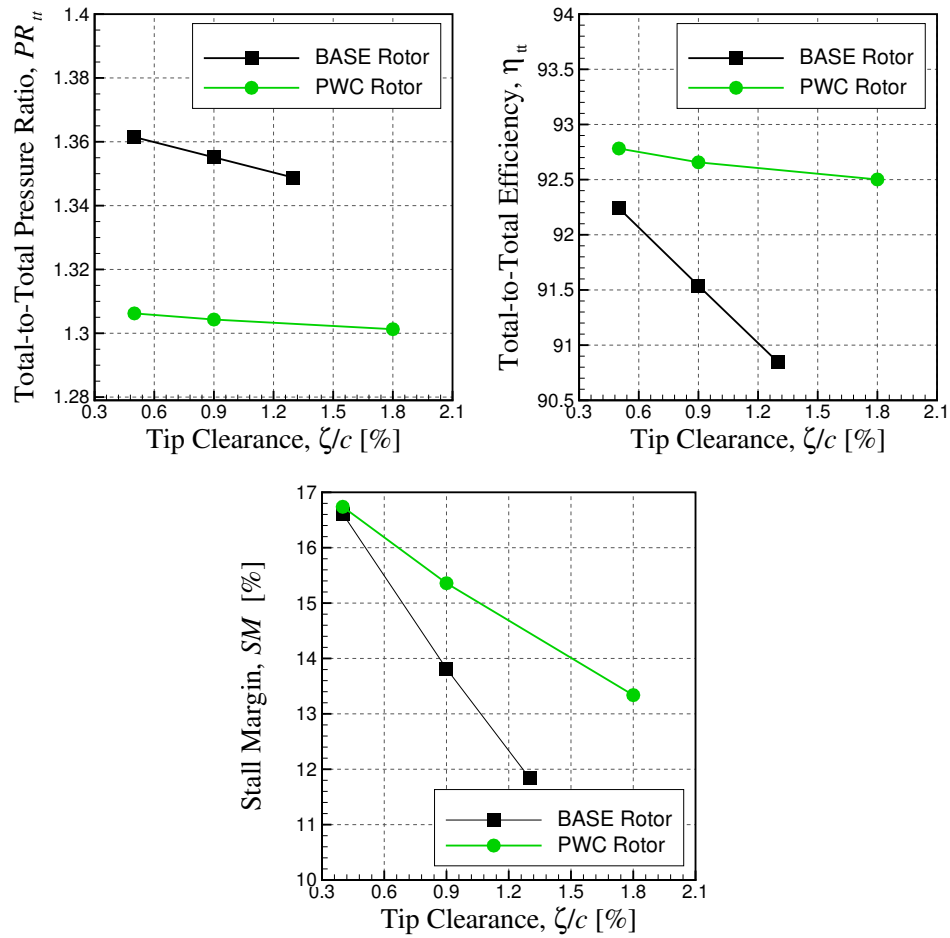 Total-to-Total Pressure Ratio, PR_tt
1.4
1.38
1.36
1.34
1.32
1.3
1.28
BASE Rotor
PWC Rotor
0.3 0.6 0.9 1.2 1.5 1.8 2.1
Tip Clearance, ζ/c [%]
Total-to-Total Efficiency, η_tt
94
93.5
93
92.5
92
91.5
91
90.5
BASE Rotor
PWC Rotor
0.3 0.6 0.9 1.2 1.5 1.8 2.1
Tip Clearance, ζ/c [%]
Stall Margin, SM [%]
17
16
15
14
13
12
11
10
BASE Rotor
PWC Rotor
0.3 0.6 0.9 1.2 1.5 1.8 2.1
Tip Clearance, ζ/c [%]